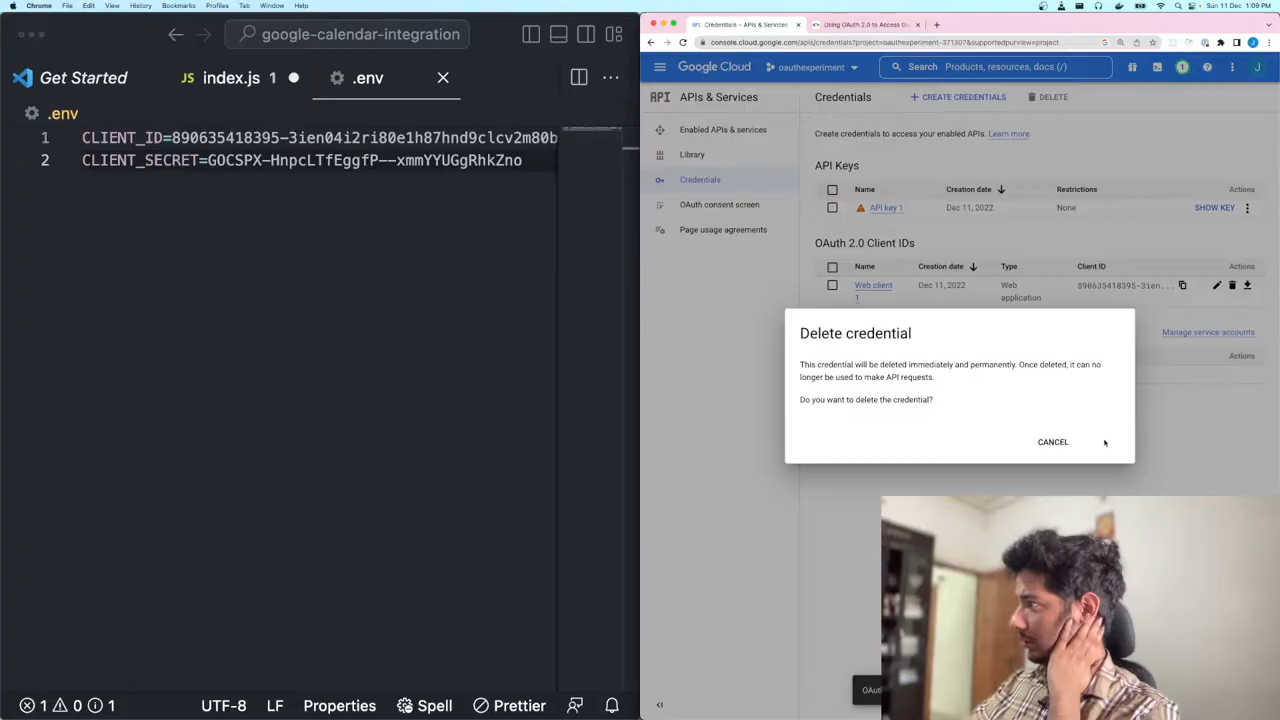 Chrome File Edit View History Bookmarks Profiles Tab Window Help
Sun 11 Dec 1:09 PM
google-calendar-integration
Get Started
JS index.js 1
.env
.env
1 CLIENT_ID=890635418395-3ien04i2ri80e1h87hnd9clcv2m80b
2 CLIENT_SECRET=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
1 0 1 UTF-8 LF Properties Spell Prettier
Credentials – APIs & Services –
Using OAuth 2.0 to Access Go
console.cloud.google.com/apis/credentials?project=oauthexperiment-371307&supportedpurview=project
Google Cloud
oauthexperiment
Search Products, resources, docs (/)
1
J
API APIs & Services
Enabled APIs & services
Library
Credentials
OAuth consent screen
Page usage agreements
Credentials
+ CREATE CREDENTIALS
DELETE
Create credentials to access your enabled APIs. Learn more
API Keys
Name Creation date Restrictions Actions
API key 1 Dec 11, 2022 None SHOW KEY
OAuth 2.0 Client IDs
Name Creation date Type Client ID Actions
Web client 1 Dec 11, 2022 Web application 890635418395-3ien...
Manage service accounts
Actions
Delete credential
This credential will be deleted immediately and permanently. Once deleted, it can no
longer be used to make API requests.
Do you want to delete the credential?
CANCEL